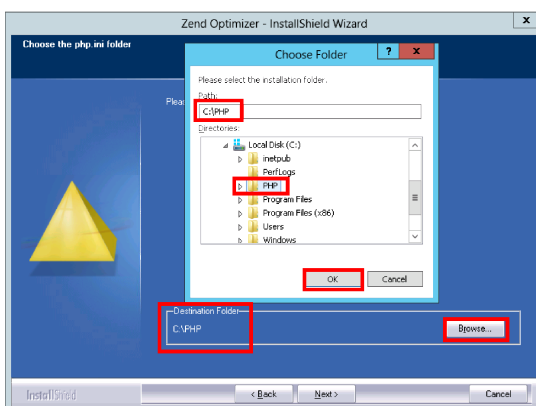 Zend Optimizer - InstallShield Wizard
x
Choose the php.ini folder
Choose Folder
?
x
Please select the installation folder.
Path:
C:\PHP
Directories:
Local Disk (C:)
inetpub
PerfLogs
PHP
Program Files
Program Files (x86)
Users
Windows
OK
Cancel
Destination Folder
C:\PHP
Browse...
InstallShield
< Back
Next >
Cancel